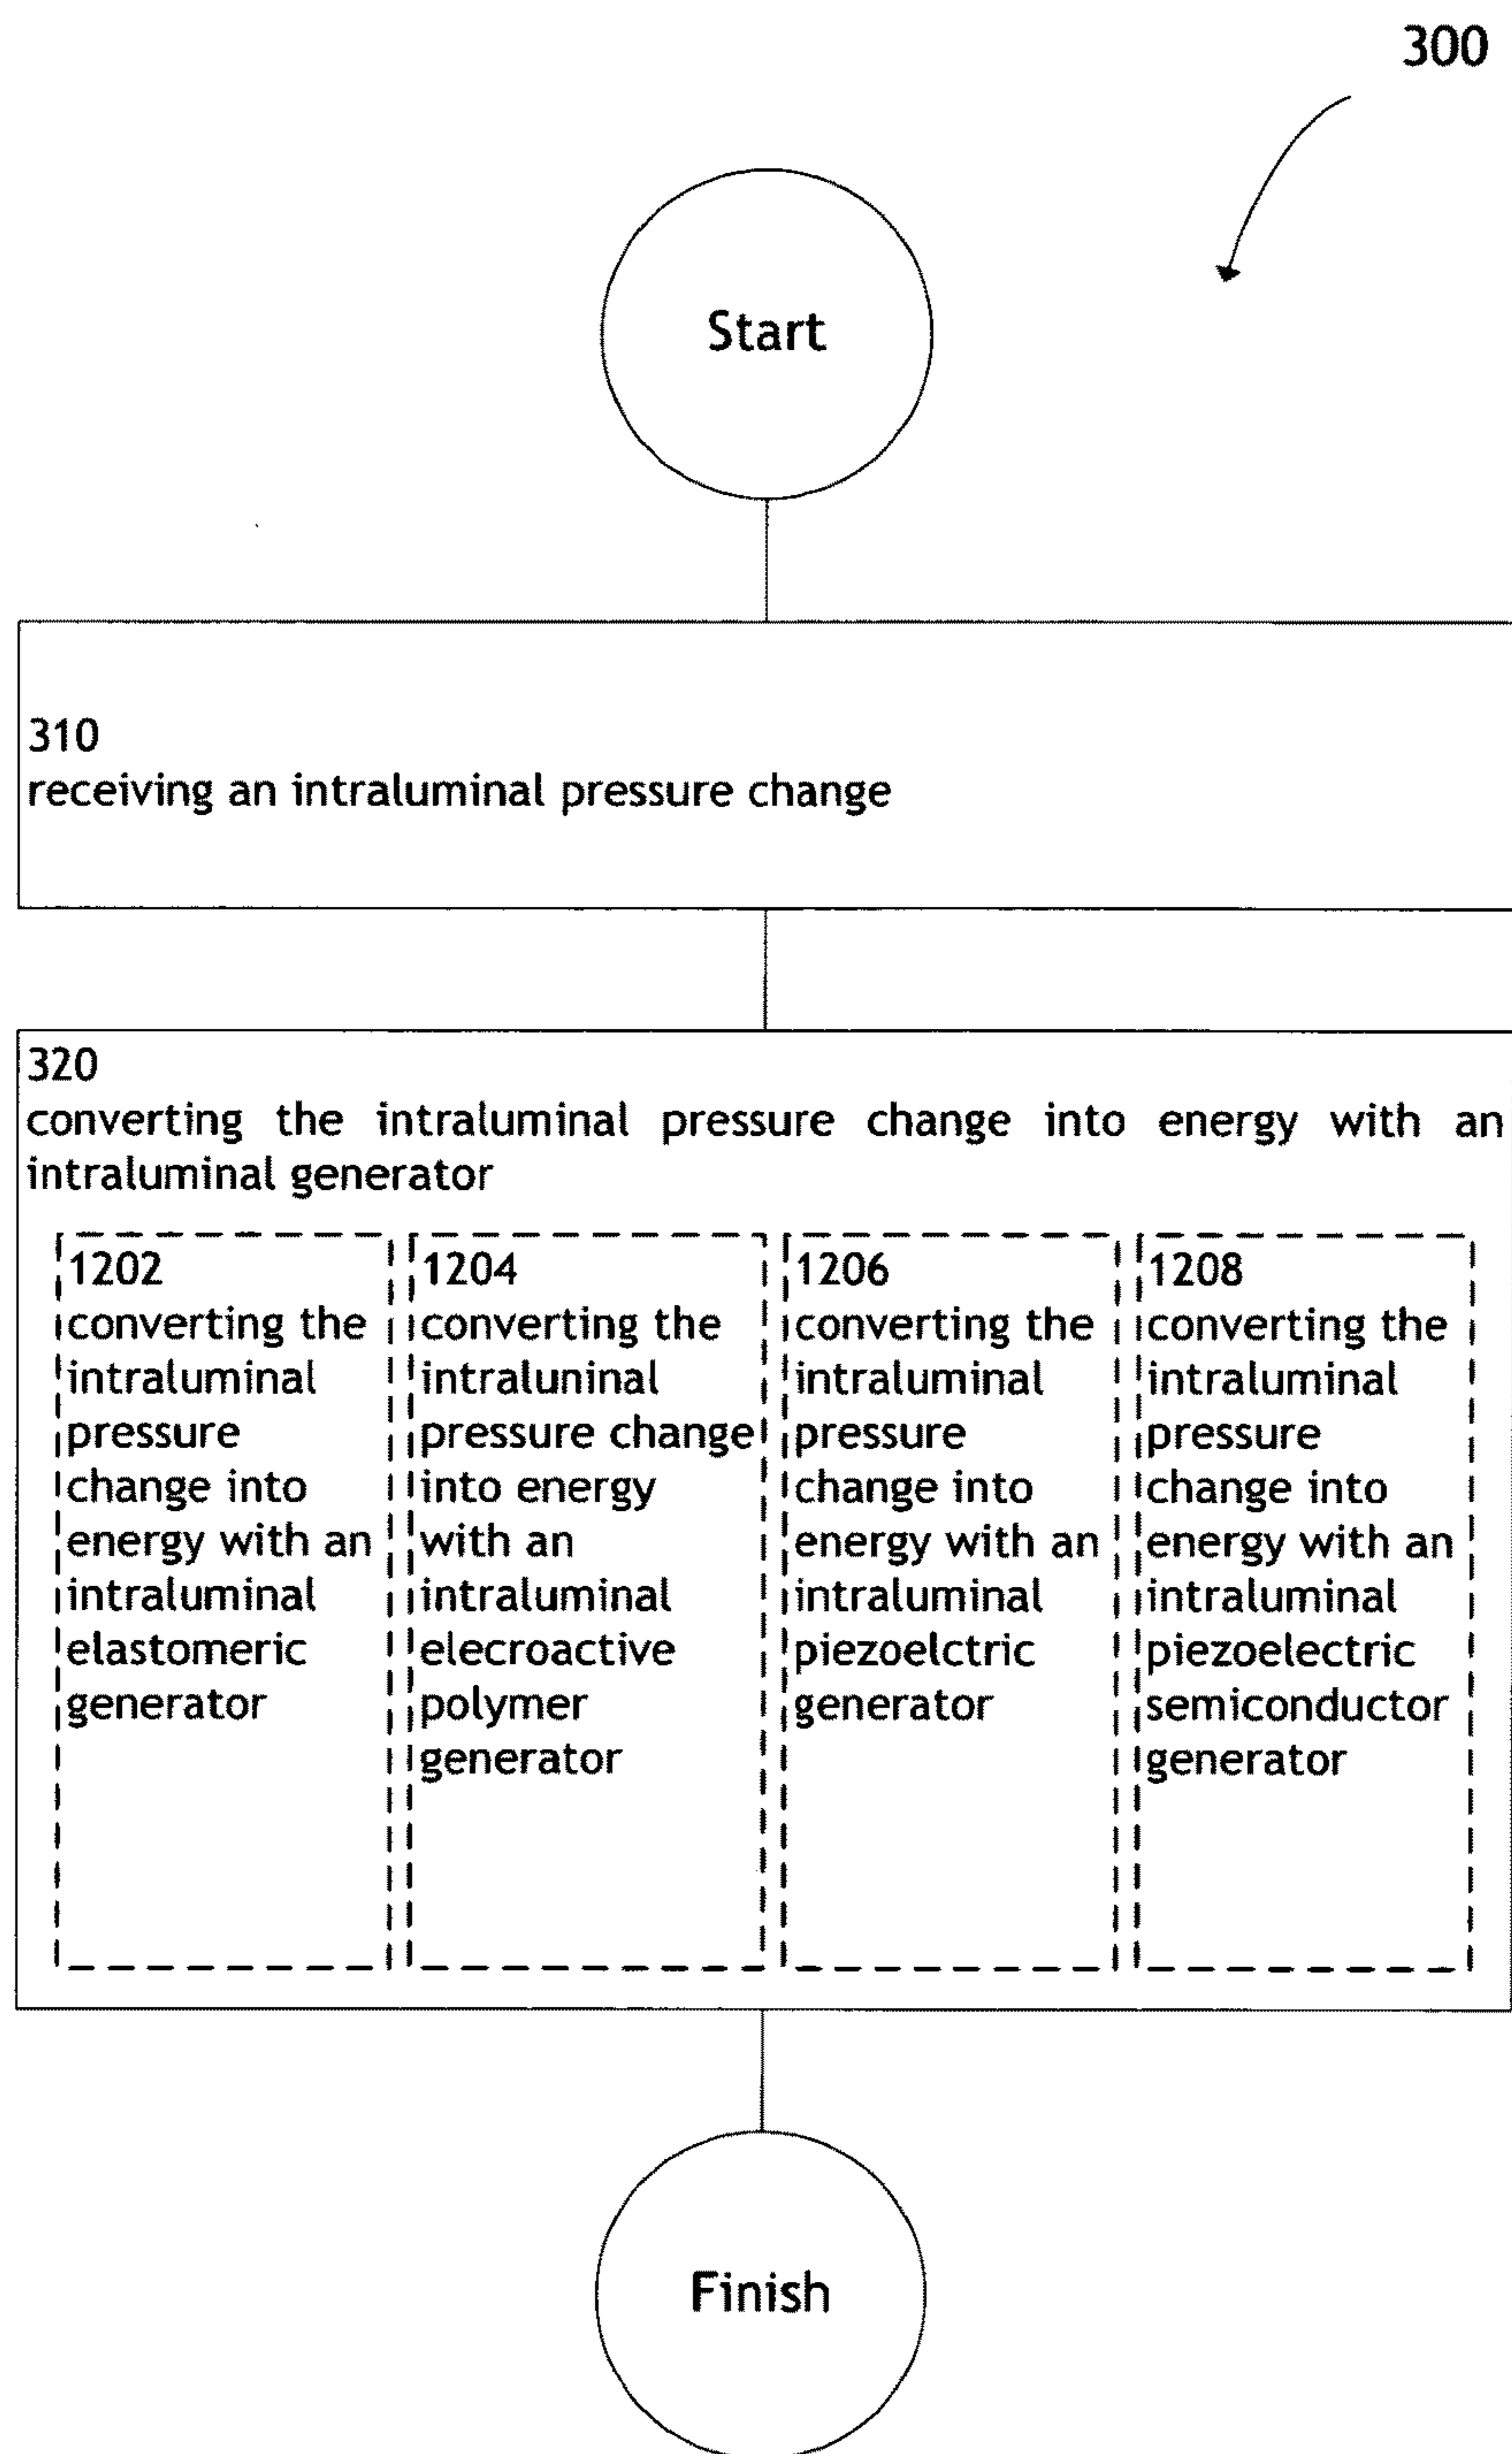 300
Start
310
receiving an intraluminal pressure change
320
converting the intraluminal pressure change into energy with an
intraluminal generator
1202
converting the
intraluminal
pressure
change into
energy with an
intraluminal
elastomeric
generator
1204
converting the
intraluninal
pressure change
into energy
with an
intraluminal
elecroactive
polymer
generator
1206
converting the
intraluminal
pressure
change into
energy with an
intraluminal
piezoelctric
generator
1208
converting the
intraluminal
pressure
change into
energy with an
intraluminal
piezoelectric
semiconductor
generator
Finish